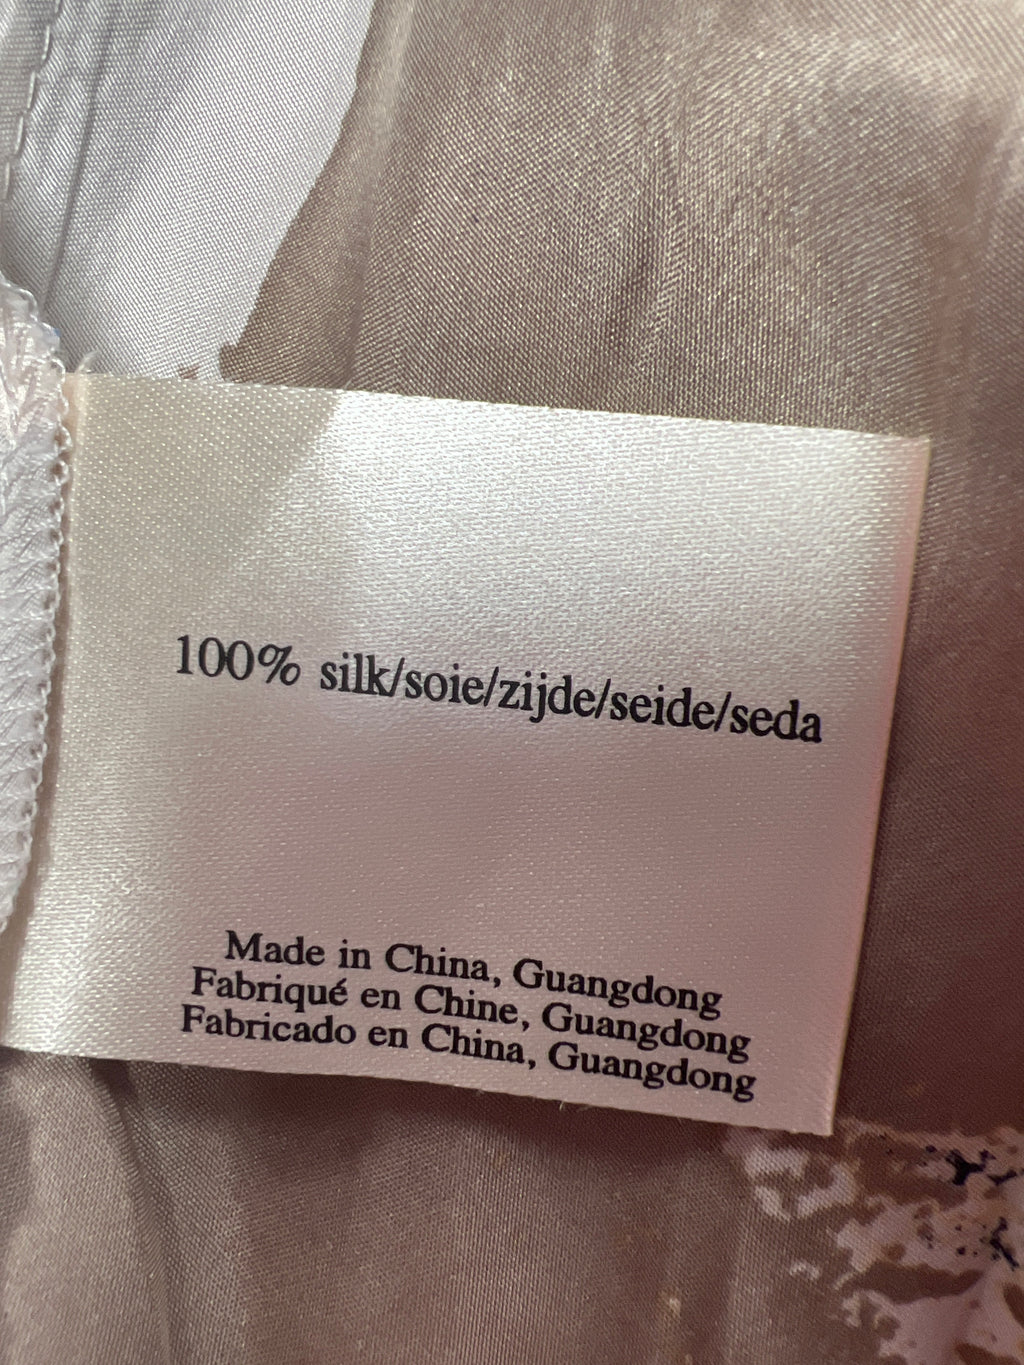 100% silk/soie/zijde/seide/seda
Made in China, Guangdong
Fabriqué en Chine, Guangdong
Fabricado en China, Guangdong